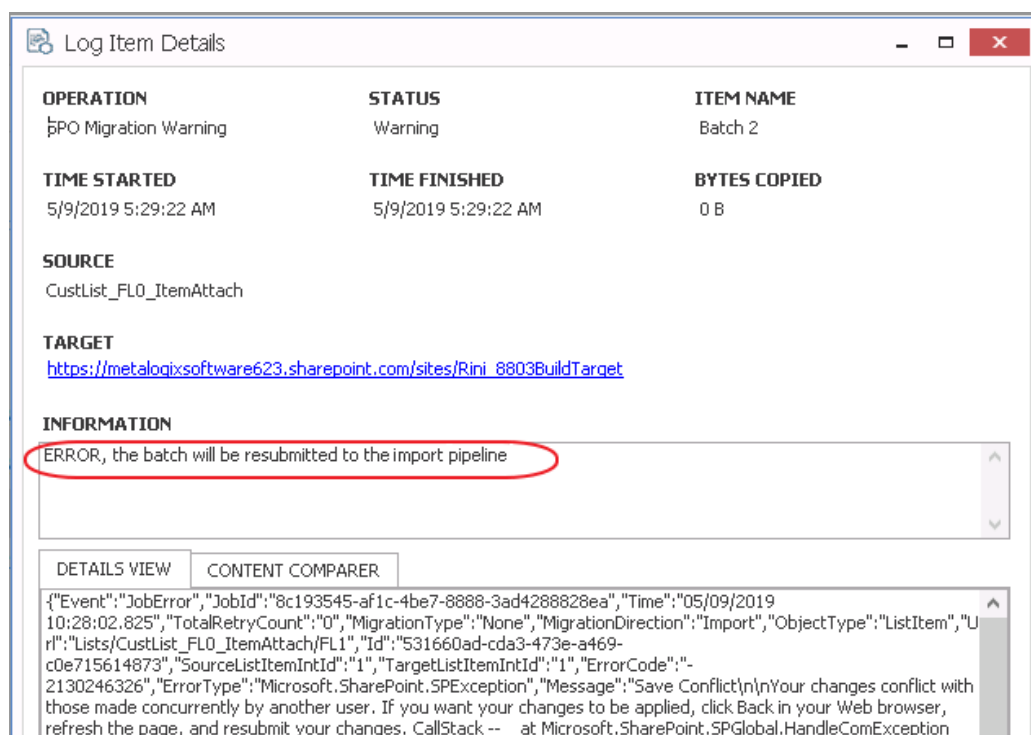 Log Item Details
OPERATION STATUS ITEM NAME
SPO Migration Warning Warning Batch 2
TIME STARTED TIME FINISHED BYTES COPIED
5/9/2019 5:29:22 AM 5/9/2019 5:29:22 AM 0 B
SOURCE
CustList_FL0_ItemAttach
TARGET
https://metalogixsoftware623.sharepoint.com/sites/Rini_8803BuildTarget
INFORMATION
ERROR, the batch will be resubmitted to the import pipeline
DETAILS VIEW CONTENT COMPARER
{"Event":"JobError","JobId":"8c193545-af1c-4be7-8888-3ad4288828ea","Time":"05/09/2019
10:28:02.825","TotalRetryCount":"0","MigrationType":"None","MigrationDirection":"Import","ObjectType":"ListItem","U
rl":"Lists/CustList_FL0_ItemAttach/FL1","Id":"531660ad-cda3-473e-a469-
c0e715614873","SourceListItemIntId":"1","TargetListItemIntId":"1","ErrorCode":"-
2130246326","ErrorType":"Microsoft.SharePoint.SPException","Message":"Save Conflict\n\nYour changes conflict with
those made concurrently by another user. If you want your changes to be applied, click Back in your Web browser,
refresh the page, and resubmit your changes. CallStack -- at Microsoft.SharePoint.SPGlobal.HandleComException